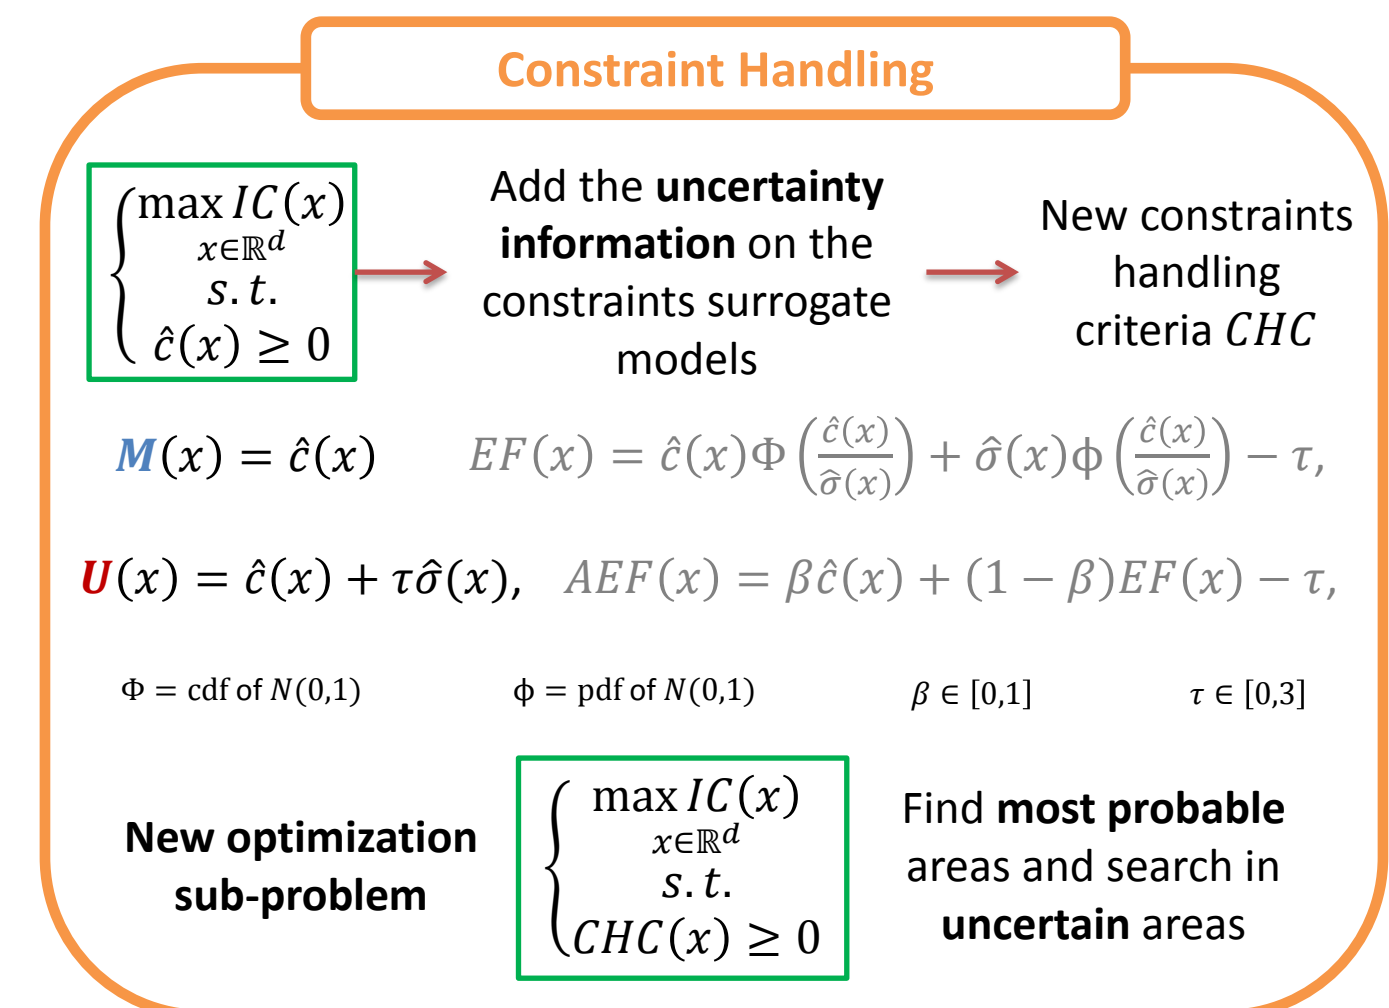 Constraint Handling
max IC(x)
x∈ℝᵈ
s.t.
ĉ(x) ≥ 0
Add the uncertainty
information on the
constraints surrogate
models
New constraints
handling
criteria CHC
M(x) = ĉ(x)
EF(x) = ĉ(x)Φ(ĉ(x)/σ̂(x)) + σ̂(x)ϕ(ĉ(x)/σ̂(x)) − τ,
U(x) = ĉ(x) + τσ̂(x),
AEF(x) = βĉ(x) + (1 − β)EF(x) − τ,
Φ = cdf of N(0,1)
ϕ = pdf of N(0,1)
β ∈ [0,1]
τ ∈ [0,3]
New optimization
sub-problem
max IC(x)
x∈ℝᵈ
s.t.
CHC(x) ≥ 0
Find most probable
areas and search in
uncertain areas